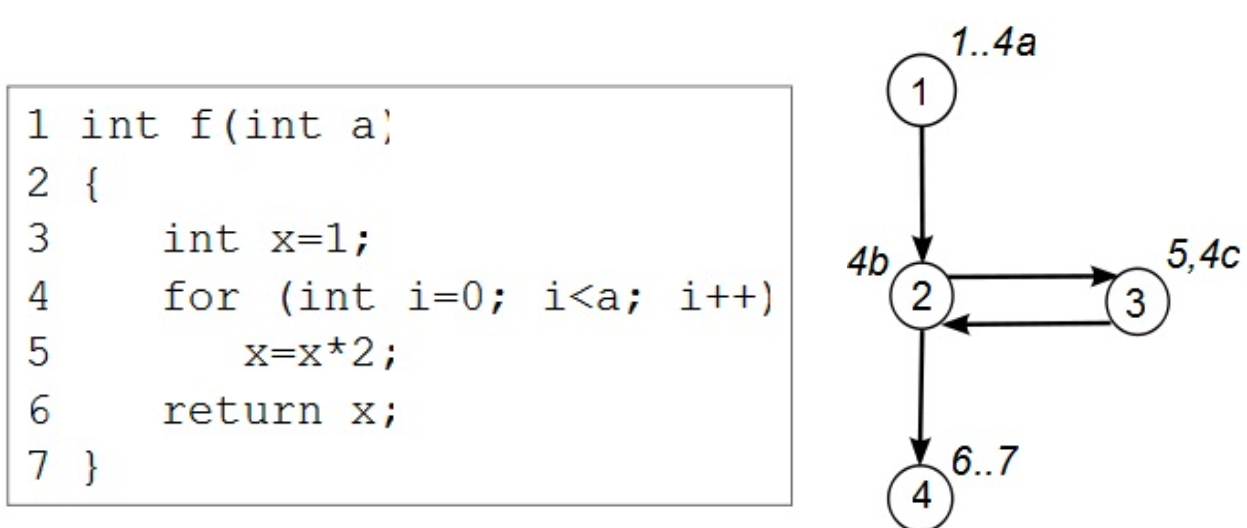 1 int f(int a)
2 {
3 int x=1;
4 for (int i=0; i<a; i++)
5 x=x*2;
6 return x;
7 }
1..4a
1
4b
2
5,4c
3
6..7
4